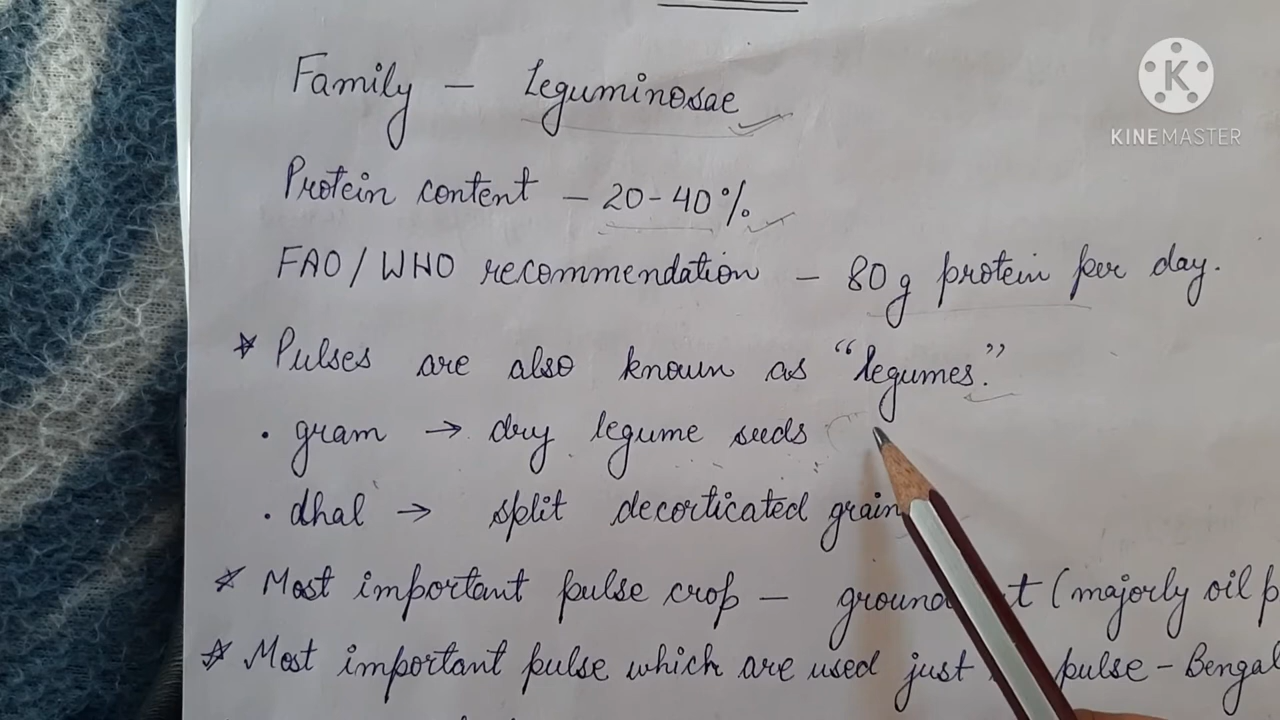 Family – Leguminosae
K
KINEMASTER
Protein content – 20-40%
FAO/WHO recommendation – 80g protein per day.
* Pulses are also known as "legumes."
. gram → dry legume seeds
. dhal → split decorticated grain
* Most important pulse crop – ground t (majorly oil p
* Most important pulse which are used just pulse – Bengal